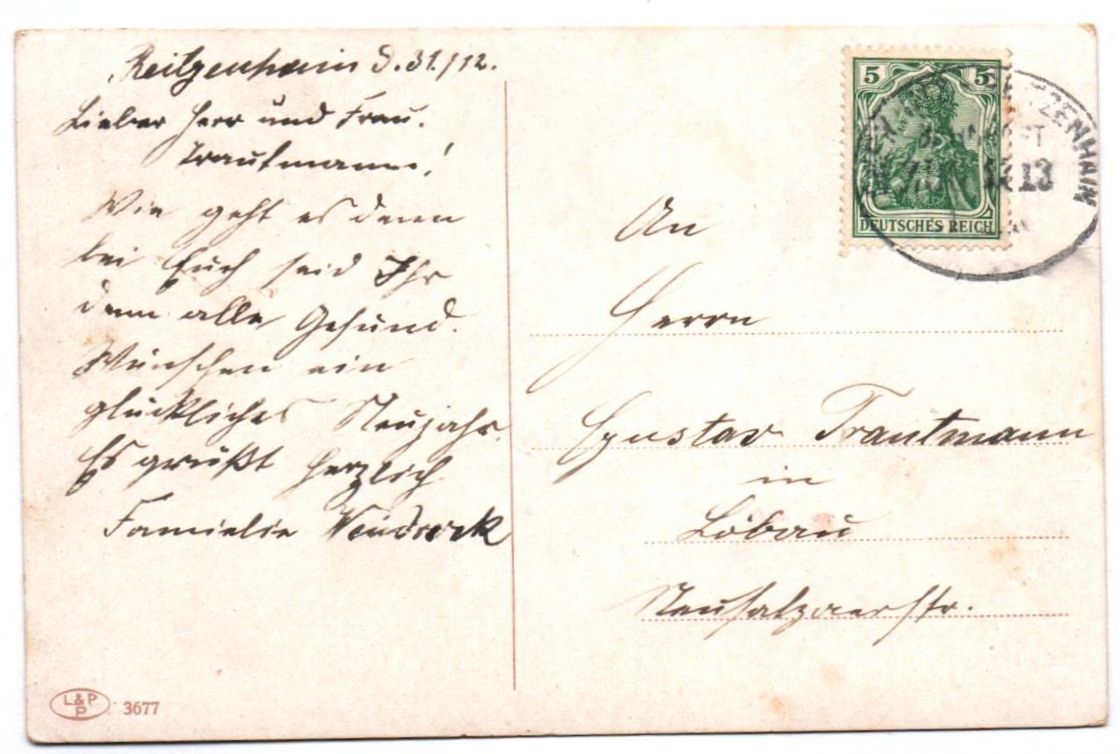 Reitzenhain d. 31./12.
Lieber Herr und Frau.
Trautmann!
Wie geht es denn
bei Euch seid Ihr
denn alle Gesund.
Wünschen ein
glückliches Neujahr.
Es grüßt herzlich
Familie
An
Herrn
Gustav Trautmann
in
Löbau
Neusalzaerstr.
5 5
DEUTSCHES REICH
REITZENHAIN
13
L&P
P
3677